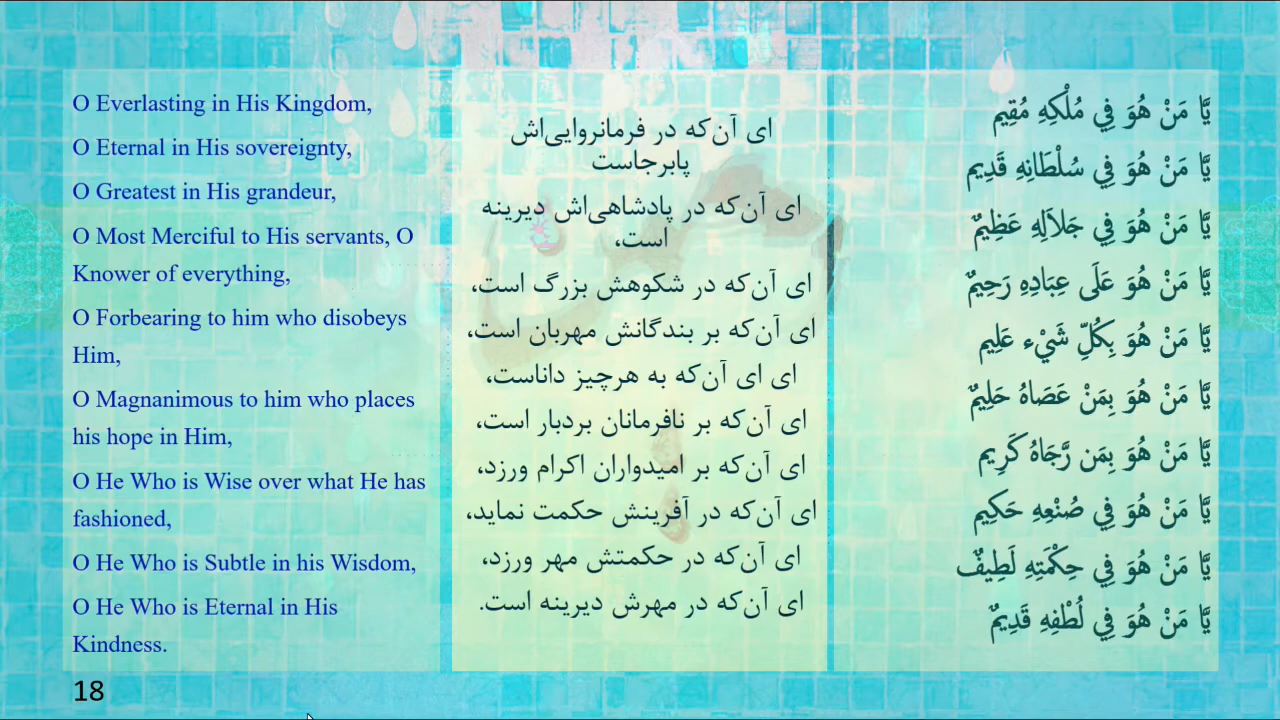 O Everlasting in His Kingdom,
O Eternal in His sovereignty,
O Greatest in His grandeur,
O Most Merciful to His servants, O
Knower of everything,
O Forbearing to him who disobeys
Him,
O Magnanimous to him who places
his hope in Him,
O He Who is Wise over what He has
fashioned,
O He Who is Subtle in his Wisdom,
O He Who is Eternal in His
Kindness.
ای آن‌که در فرمانروایی‌اش
پابرجاست
ای آن‌که در پادشاهی‌اش دیرینه
است،
ای آن‌که در شکوهش بزرگ است،
ای آن‌که بر بندگانش مهربان است،
ای ای آن‌که به هرچیز داناست،
ای آن‌که بر نافرمانان بردبار است،
ای آن‌که بر امیدواران اکرام ورزد،
ای آن‌که در آفرینش حکمت نماید،
ای آن‌که در حکمتش مهر ورزد،
ای آن‌که در مهرش دیرینه است.
يَّا مَنْ هُوَ فِي مُلْكِهِ مُقِيم
يَّا مَنْ هُوَ فِي سُلْطَانِهِ قَدِيم
يَّا مَنْ هُوَ فِي جَلاَلِهِ عَظِيمٌ
يَّا مَنْ هُوَ عَلَى عِبَادِهِ رَحِيمٌ
يَّا مَنْ هُوَ بِكُلِّ شَيْء عَلِيم
يَّا مَنْ هُوَ بِمَنْ عَصَاهُ حَلِيمٌ
يَّا مَنْ هُوَ بِمَن رَّجَاهُ كَرِيم
يَّا مَنْ هُوَ فِي صُنْعِهِ حَكِيم
يَّا مَنْ هُوَ فِي حِكْمَتِهِ لَطِيفٌ
يَّا مَنْ هُوَ فِي لُطْفِهِ قَدِيمٌ
18